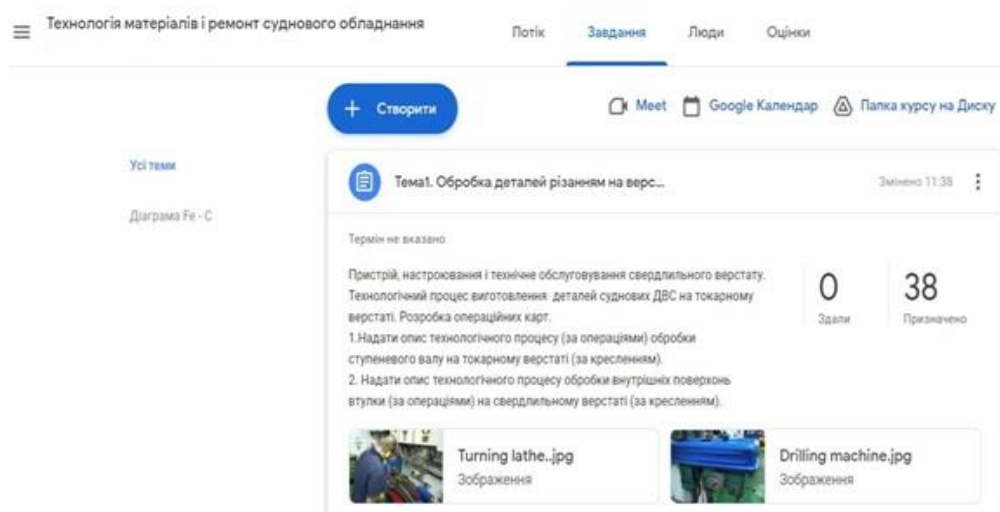 Технологія матеріалів і ремонт суднового обладнання
Потік
Завдання
Люди
Оцінки
Створити
Meet
Google Календар
Папка курсу на Диску
Усі теми
Діаграма Fe - C
Тема1. Обробка деталей різанням на верс...
Змінено 11:38
Термін не вказано
Пристрій, настроювання і технічне обслуговування свердлильного верстату.
Технологічний процес виготовлення деталей суднових ДВС на токарному
верстаті. Розробка операційних карт.
1.Надати опис технологічного процесу (за операціями) обробки
ступеневого валу на токарному верстаті (за кресленням).
2. Надати опис технологічного процесу обробки внутрішніх поверхонь
втулки (за операціями) на свердлильному верстаті (за кресленням).
0
Здали
38
Призначено
Turning lathe..jpg
Зображення
Drilling machine.jpg
Зображення